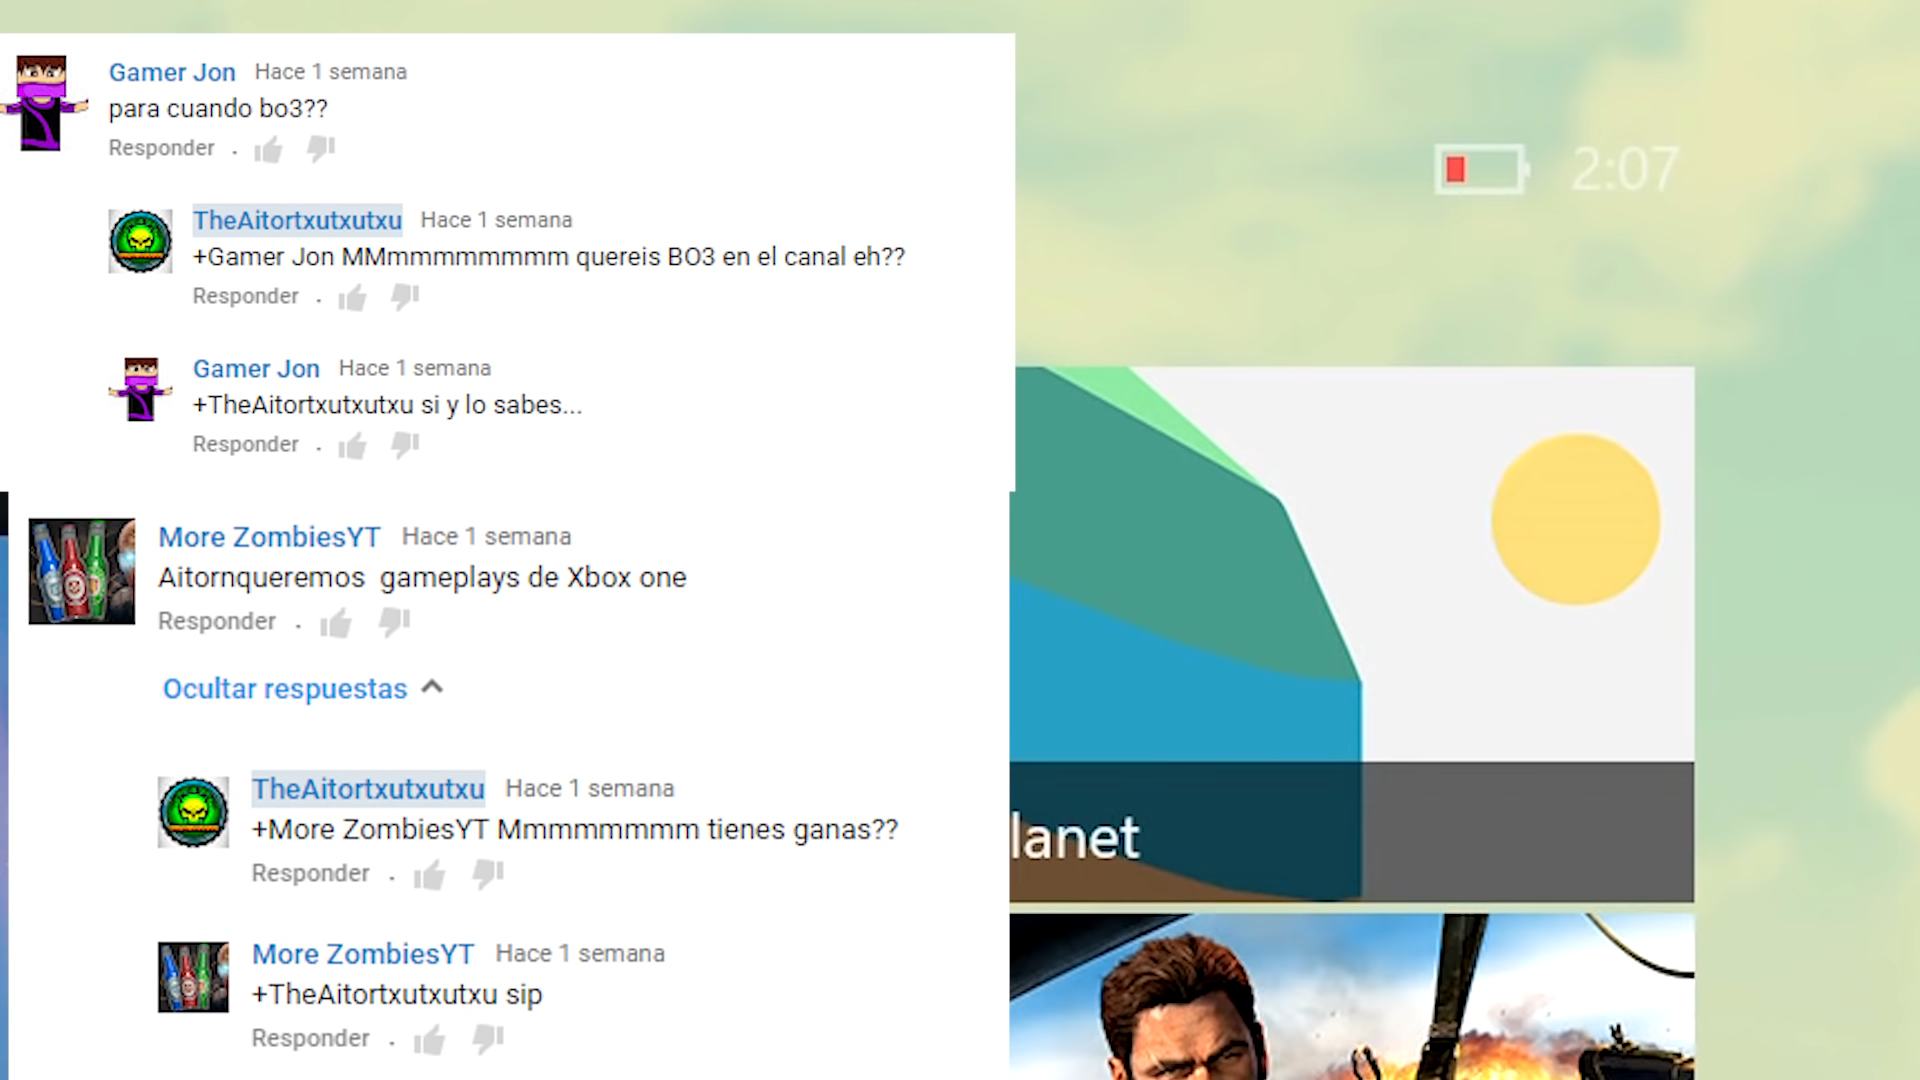 Gamer Jon Hace 1 semana
para cuando bo3??
Responder .
TheAitortxutxutxu Hace 1 semana
+Gamer Jon MMmmmmmmmmm quereis BO3 en el canal eh??
Responder .
Gamer Jon Hace 1 semana
+TheAitortxutxutxu si y lo sabes...
Responder .
More ZombiesYT Hace 1 semana
Aitornqueremos gameplays de Xbox one
Responder .
Ocultar respuestas
TheAitortxutxutxu Hace 1 semana
+More ZombiesYT Mmmmmmmm tienes ganas??
Responder .
More ZombiesYT Hace 1 semana
+TheAitortxutxutxu sip
Responder .
2:07
lanet